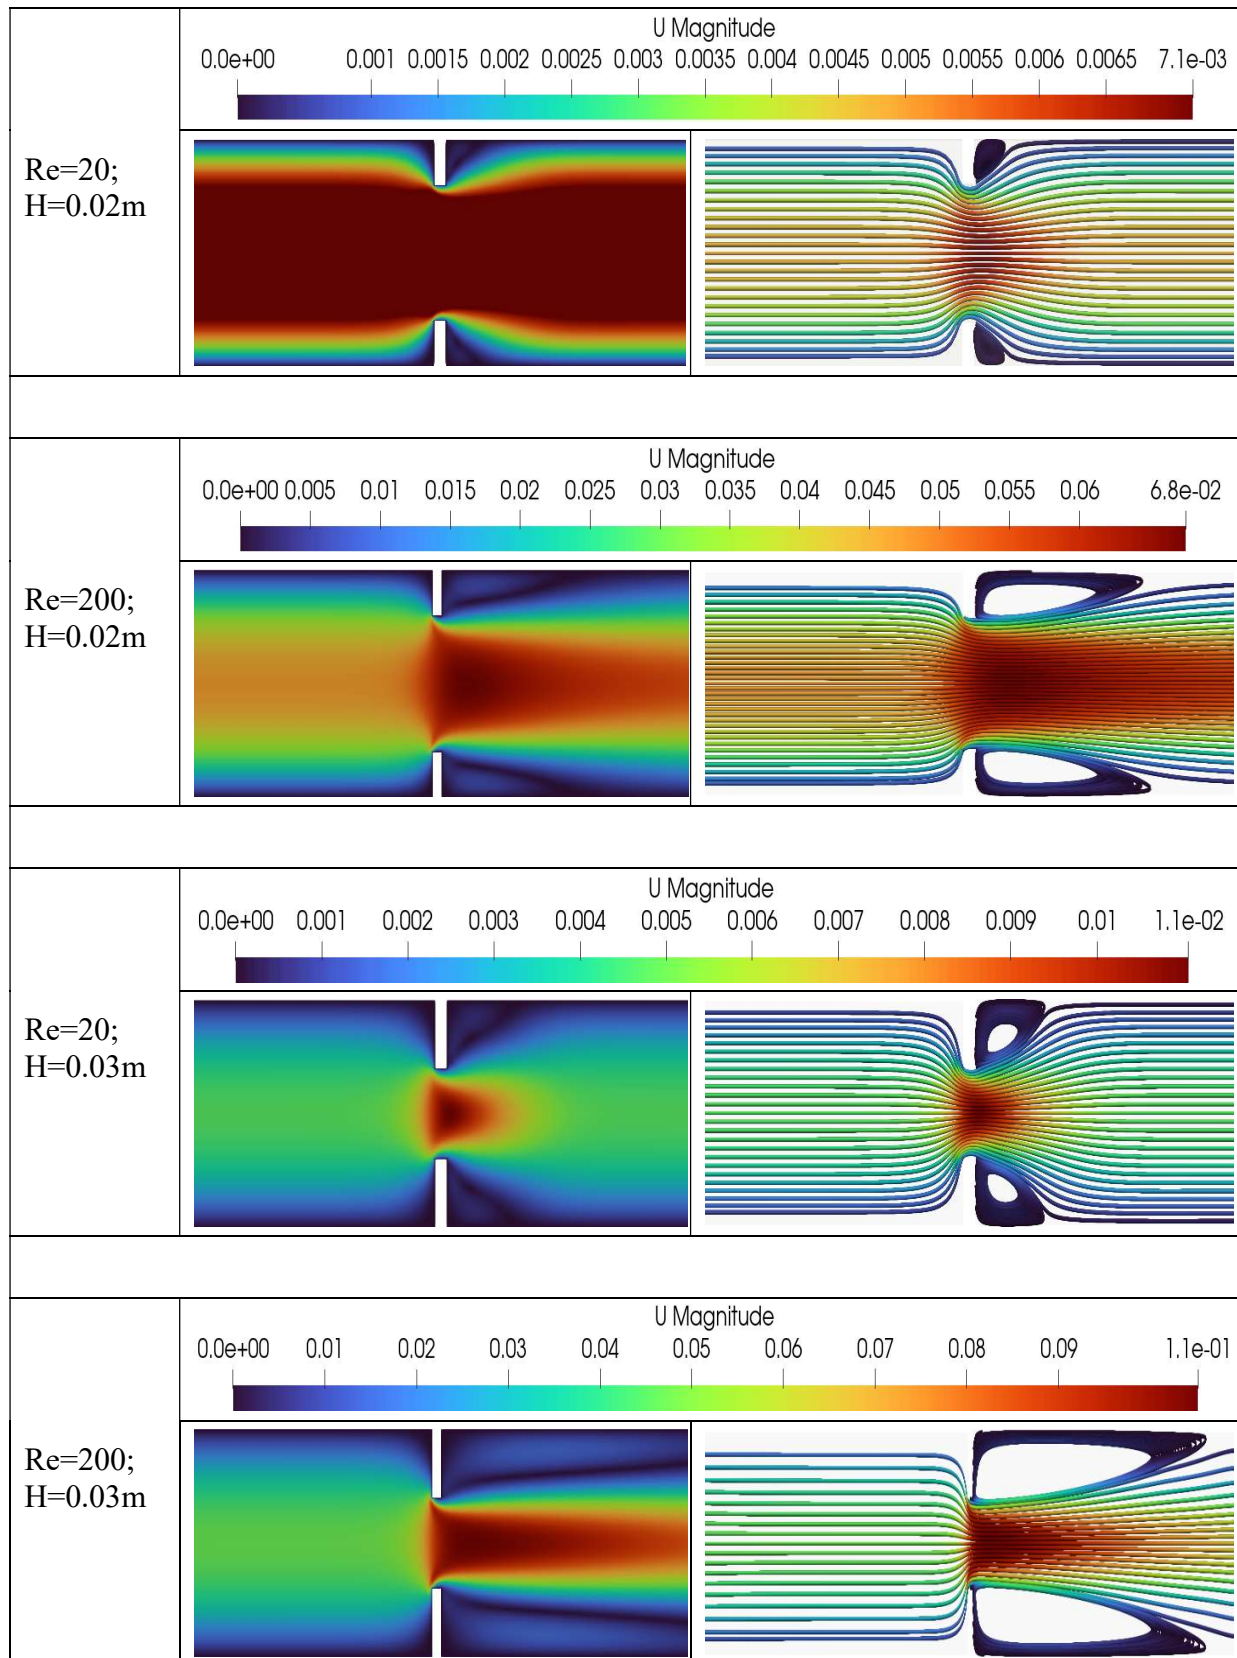 U Magnitude
0.0e+00 0.001 0.0015 0.002 0.0025 0.003 0.0035 0.004 0.0045 0.005 0.0055 0.006 0.0065 7.1e-03
Re=20;
H=0.02m
U Magnitude
0.0e+00 0.005 0.01 0.015 0.02 0.025 0.03 0.035 0.04 0.045 0.05 0.055 0.06 6.8e-02
Re=200;
H=0.02m
U Magnitude
0.0e+00 0.001 0.002 0.003 0.004 0.005 0.006 0.007 0.008 0.009 0.01 1.1e-02
Re=20;
H=0.03m
U Magnitude
0.0e+00 0.01 0.02 0.03 0.04 0.05 0.06 0.07 0.08 0.09 1.1e-01
Re=200;
H=0.03m